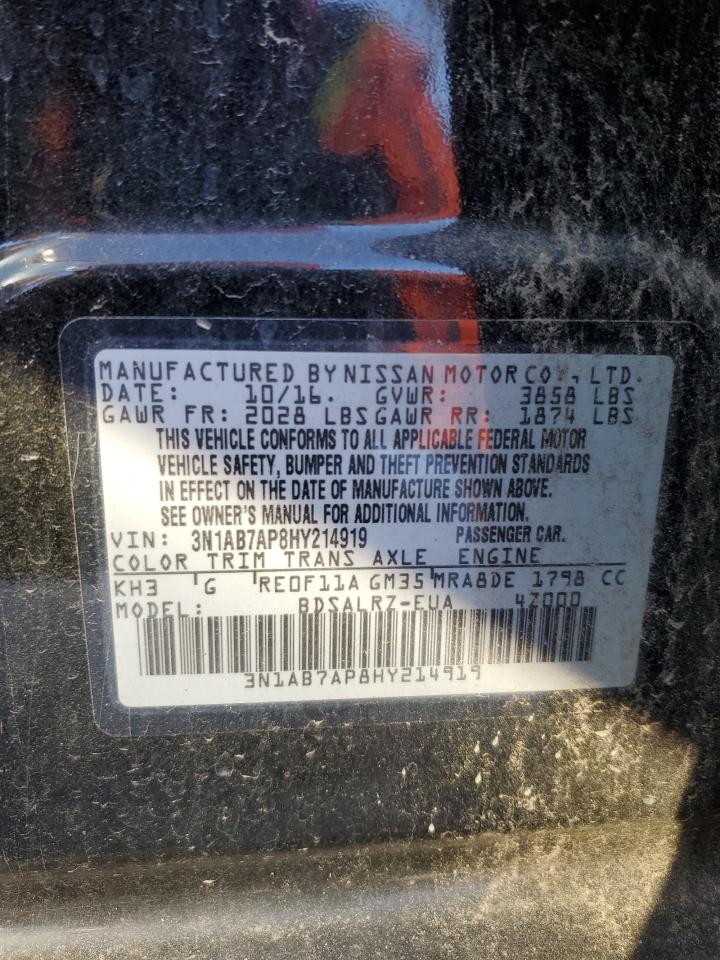 MANUFACTURED BY NISSAN MOTOR CO., LTD.
DATE: 10/16. GVWR: 3858 LBS
GAWR FR: 2028 LBS GAWR RR: 1874 LBS
THIS VEHICLE CONFORMS TO ALL APPLICABLE FEDERAL MOTOR
VEHICLE SAFETY, BUMPER AND THEFT PREVENTION STANDARDS
IN EFFECT ON THE DATE OF MANUFACTURE SHOWN ABOVE.
SEE OWNER'S MANUAL FOR ADDITIONAL INFORMATION.
VIN: 3N1AB7AP8HY214919 PASSENGER CAR.
COLOR TRIM TRANS AXLE ENGINE
KH3 G RE0F11A GM35 MRA8DE 1798 CC
MODEL: BDSALRZ-EUA 4Z000
3N1AB7AP8HY214919